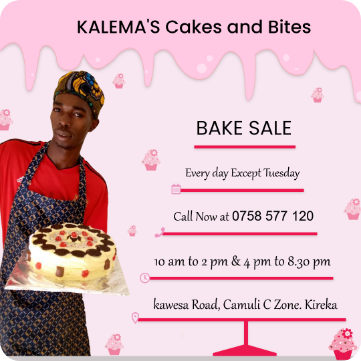 KALEMA'S Cakes and Bites
BAKE SALE
Every day Except Tuesday
Call Now at 0758 577 120
10 am to 2 pm & 4 pm to 8.30 pm
kawesa Road, Camuli C Zone. Kireka